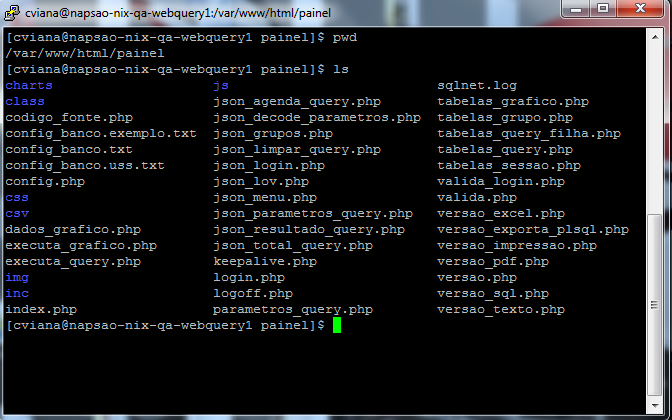 cviana@napsao-nix-qa-webquery1:/var/www/html/painel
[cviana@napsao-nix-qa-webquery1 painel]$ pwd
/var/www/html/painel
[cviana@napsao-nix-qa-webquery1 painel]$ ls
charts js sqlnet.log
class json_agenda_query.php tabelas_grafico.php
codigo_fonte.php json_decode_parametros.php tabelas_grupo.php
config_banco.exemplo.txt json_grupos.php tabelas_query_filha.php
config_banco.txt json_limpar_query.php tabelas_query.php
config_banco.uss.txt json_login.php tabelas_sessao.php
config.php json_lov.php valida_login.php
css json_menu.php valida.php
csv json_parametros_query.php versao_excel.php
dados_grafico.php json_resultado_query.php versao_exporta_plsql.php
executa_grafico.php json_total_query.php versao_impressao.php
executa_query.php keepalive.php versao_pdf.php
img login.php versao.php
inc logoff.php versao_sql.php
index.php parametros_query.php versao_texto.php
[cviana@napsao-nix-qa-webquery1 painel]$